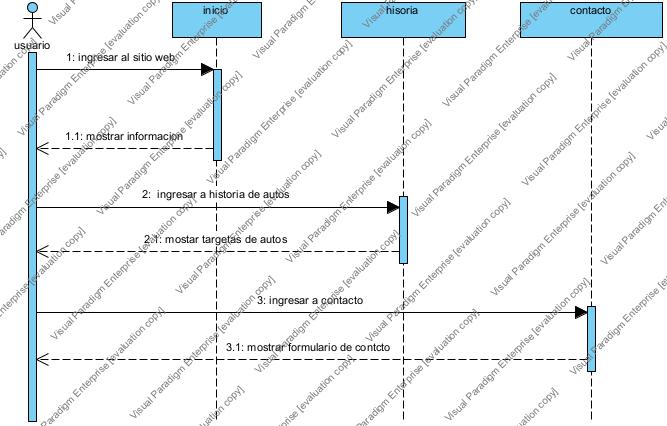 inicio
hisoria
contacto
usuario
1: ingresar al sitio web
1.1: mostrar informacion
2: ingresar a historia de autos
2.1: mostar targetas de autos
3: ingresar a contacto
3.1: mostrar formulario de contcto
Visual Paradigm Enterprise [evaluation copy]